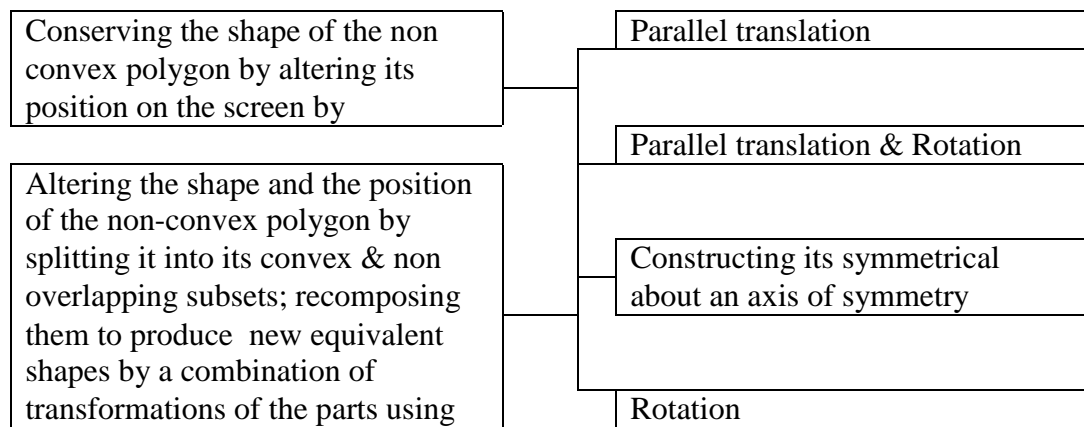 Conserving the shape of the non
convex polygon by altering its
position on the screen by
Altering the shape and the position
of the non-convex polygon by
splitting it into its convex & non
overlapping subsets; recomposing
them to produce new equivalent
shapes by a combination of
transformations of the parts using
Parallel translation
Parallel translation & Rotation
Constructing its symmetrical
about an axis of symmetry
Rotation